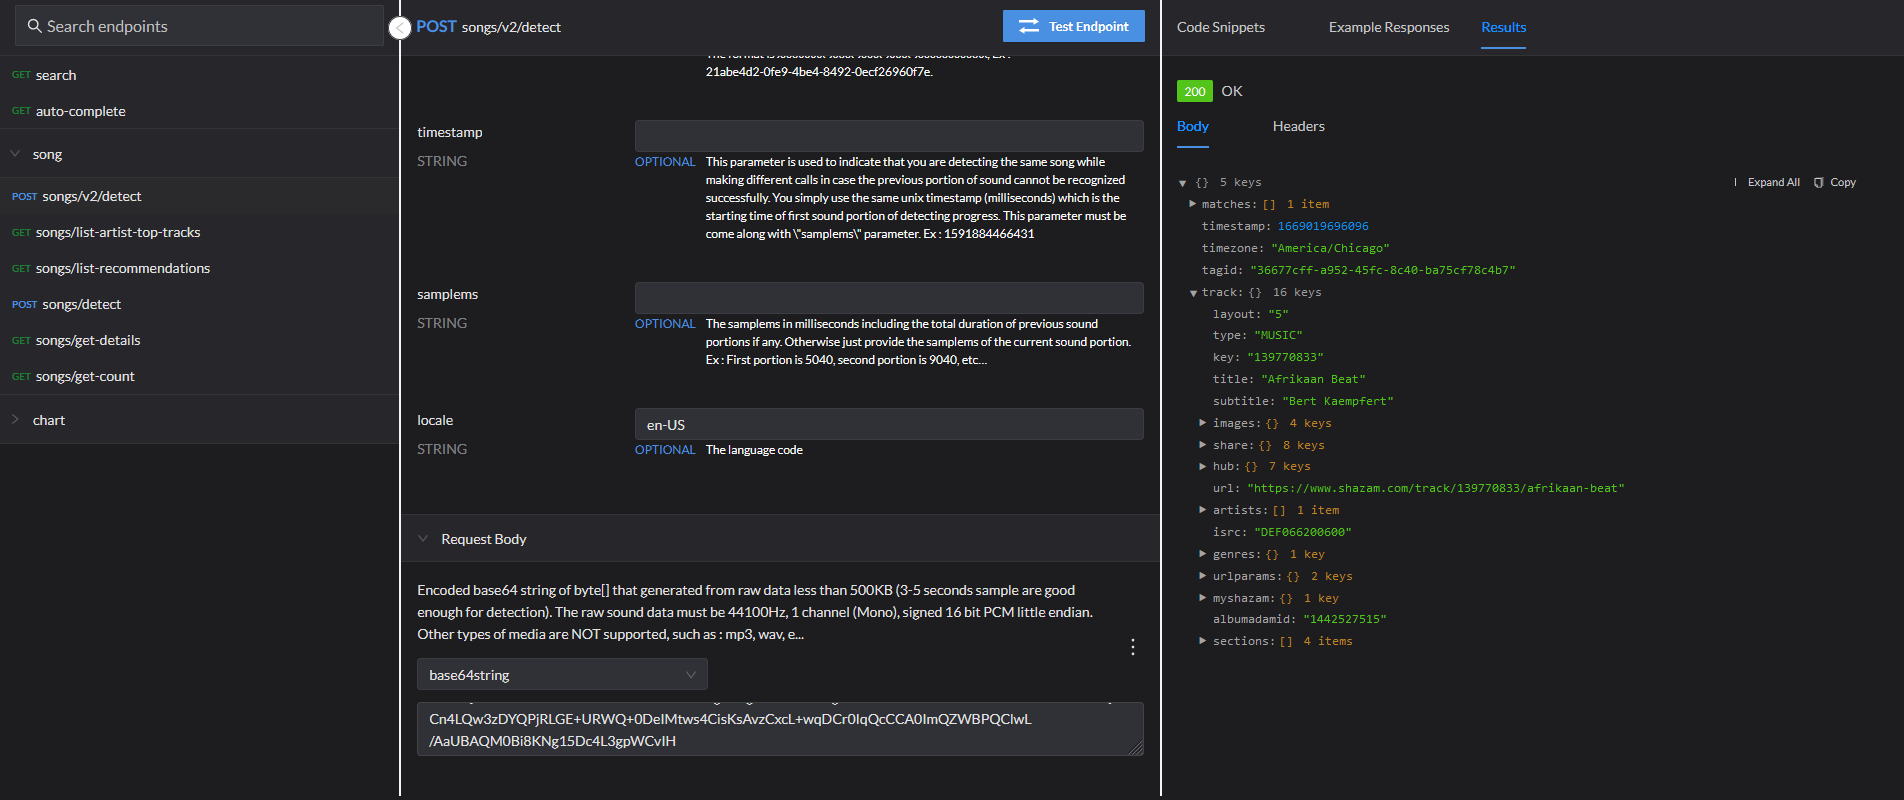 Search endpoints
GET search
GET auto-complete
song
POST songs/v2/detect
GET songs/list-artist-top-tracks
GET songs/list-recommendations
POST songs/detect
GET songs/get-details
GET songs/get-count
chart
POST songs/v2/detect
Test Endpoint
21abe4d2-0fe9-4be4-8492-0ecf26960f7e.
timestamp
STRING
OPTIONAL
This parameter is used to indicate that you are detecting the same song while
making different calls in case the previous portion of sound cannot be recognized
successfully. You simply use the same unix timestamp (milliseconds) which is the
starting time of first sound portion of detecting progress. This parameter must be
come along with \"samplems\" parameter. Ex : 1591884466431
samplems
STRING
OPTIONAL
The samplems in milliseconds including the total duration of previous sound
portions if any. Otherwise just provide the samplems of the current sound portion.
Ex : First portion is 5040, second portion is 9040, etc...
locale
en-US
STRING
OPTIONAL
The language code
Request Body
Encoded base64 string of byte[] that generated from raw data less than 500KB (3-5 seconds sample are good
enough for detection). The raw sound data must be 44100Hz, 1 channel (Mono), signed 16 bit PCM little endian.
Other types of media are NOT supported, such as : mp3, wav, e...
base64string
Cn4LQw3zDYQPjRLGE+URWQ+0DeIMtws4CisKsAvzCxcL+wqDCr0IqQcCCA0ImQZWBPQClwL
/AaUBAQM0Bi8KNg15Dc4L3gpWCvIH
Code Snippets
Example Responses
Results
200 OK
Body
Headers
{} 5 keys
Expand All
Copy
matches: [] 1 item
timestamp: 1669019696096
timezone: "America/Chicago"
tagid: "36677cff-a952-45fc-8c40-ba75cf78c4b7"
track: {} 16 keys
layout: "5"
type: "MUSIC"
key: "139770833"
title: "Afrikaan Beat"
subtitle: "Bert Kaempfert"
images: {} 4 keys
share: {} 8 keys
hub: {} 7 keys
url: "https://www.shazam.com/track/139770833/afrikaan-beat"
artists: [] 1 item
isrc: "DEF066200600"
genres: {} 1 key
urlparams: {} 2 keys
myshazam: {} 1 key
albumadamid: "1442527515"
sections: [] 4 items